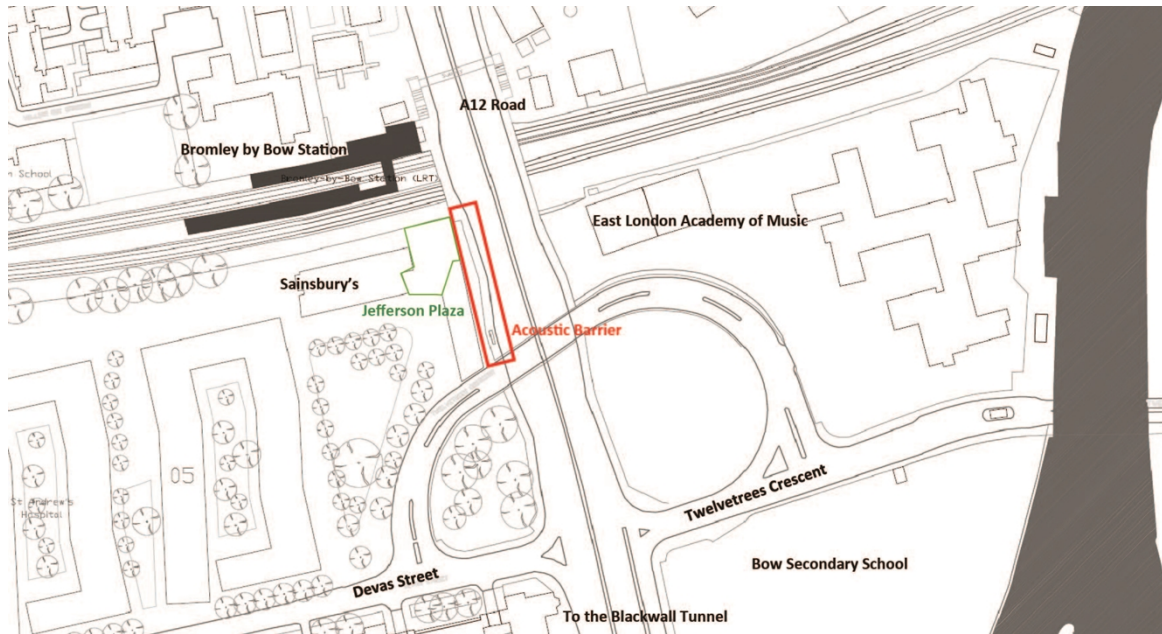 A12 Road
Bromley by Bow Station
Bromley-by-Bow Station (LRT)
n School
East London Academy of Music
Sainsbury's
Jefferson Plaza
Acoustic Barrier
05
St Andrew's
Hospital
Twelvetrees Crescent
Bow Secondary School
Devas Street
To the Blackwall Tunnel